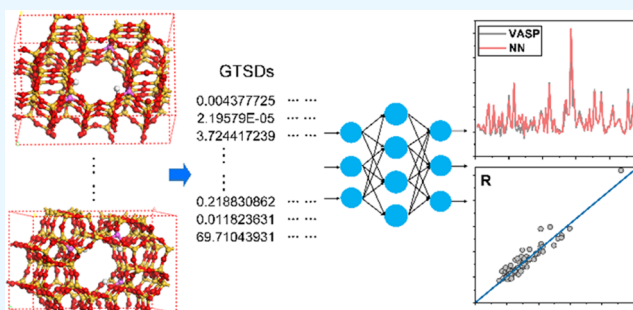 GTSDs
0.004377725 ... ...
2.19579E-05 ... ...
3.724417239 ... ...
0.218830862 ... ...
0.011823631 ... ...
69.71043931 ... ...
VASP
NN
R